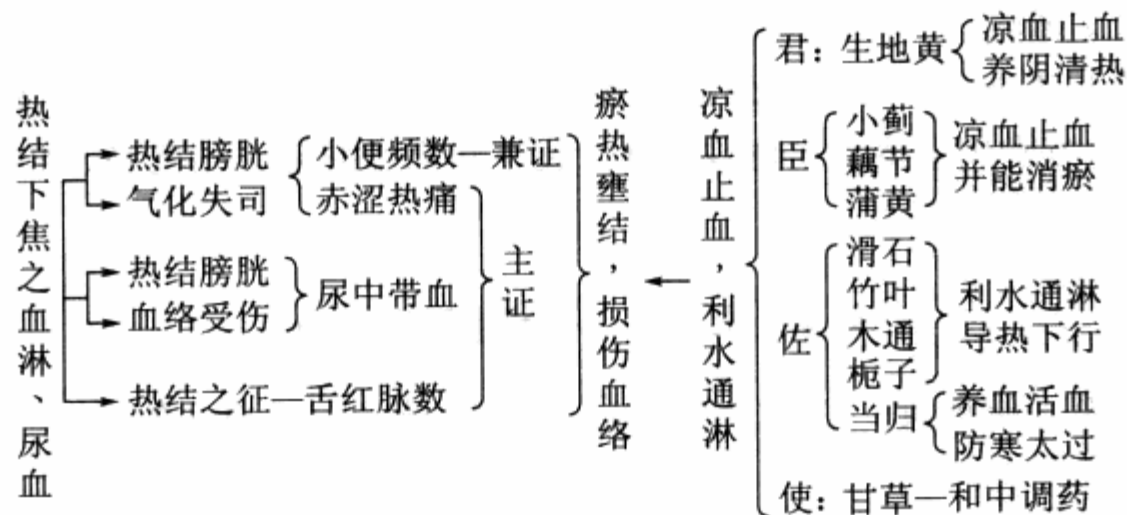 热结下焦之血淋、尿血
热结膀胱
气化失司
小便频数—兼证
赤涩热痛
热结膀胱
血络受伤
尿中带血
热结之征—舌红脉数
主证
瘀热壅结，损伤血络
凉血止血，利水通淋
君：生地黄
凉血止血
养阴清热
臣
小蓟
藕节
蒲黄
凉血止血
并能消瘀
佐
滑石
竹叶
木通
栀子
利水通淋
导热下行
当归
养血活血
防寒太过
使：甘草—和中调药